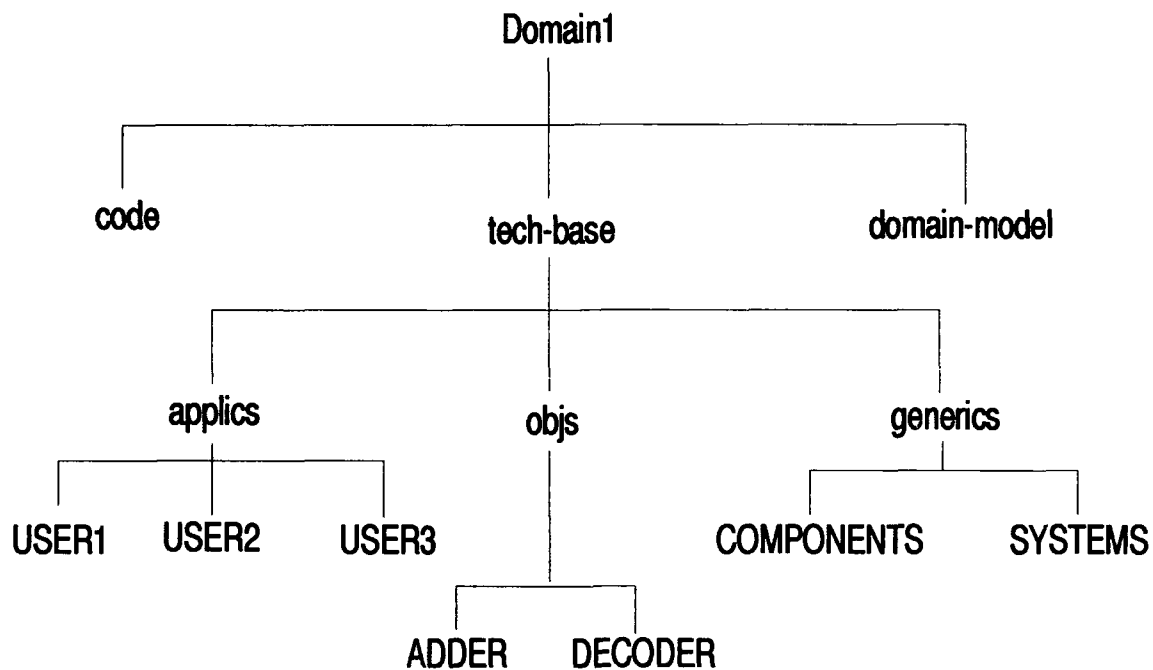 Domain1
code
tech-base
domain-model
applics
objs
generics
USER1
USER2
USER3
COMPONENTS
SYSTEMS
ADDER
DECODER